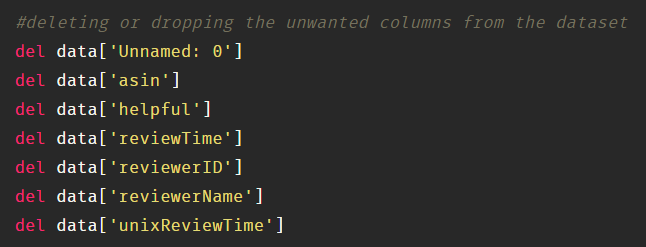 #deleting or dropping the unwanted columns from the dataset
del data['Unnamed: 0']
del data['asin']
del data['helpful']
del data['reviewTime']
del data['reviewerID']
del data['reviewerName']
del data['unixReviewTime']